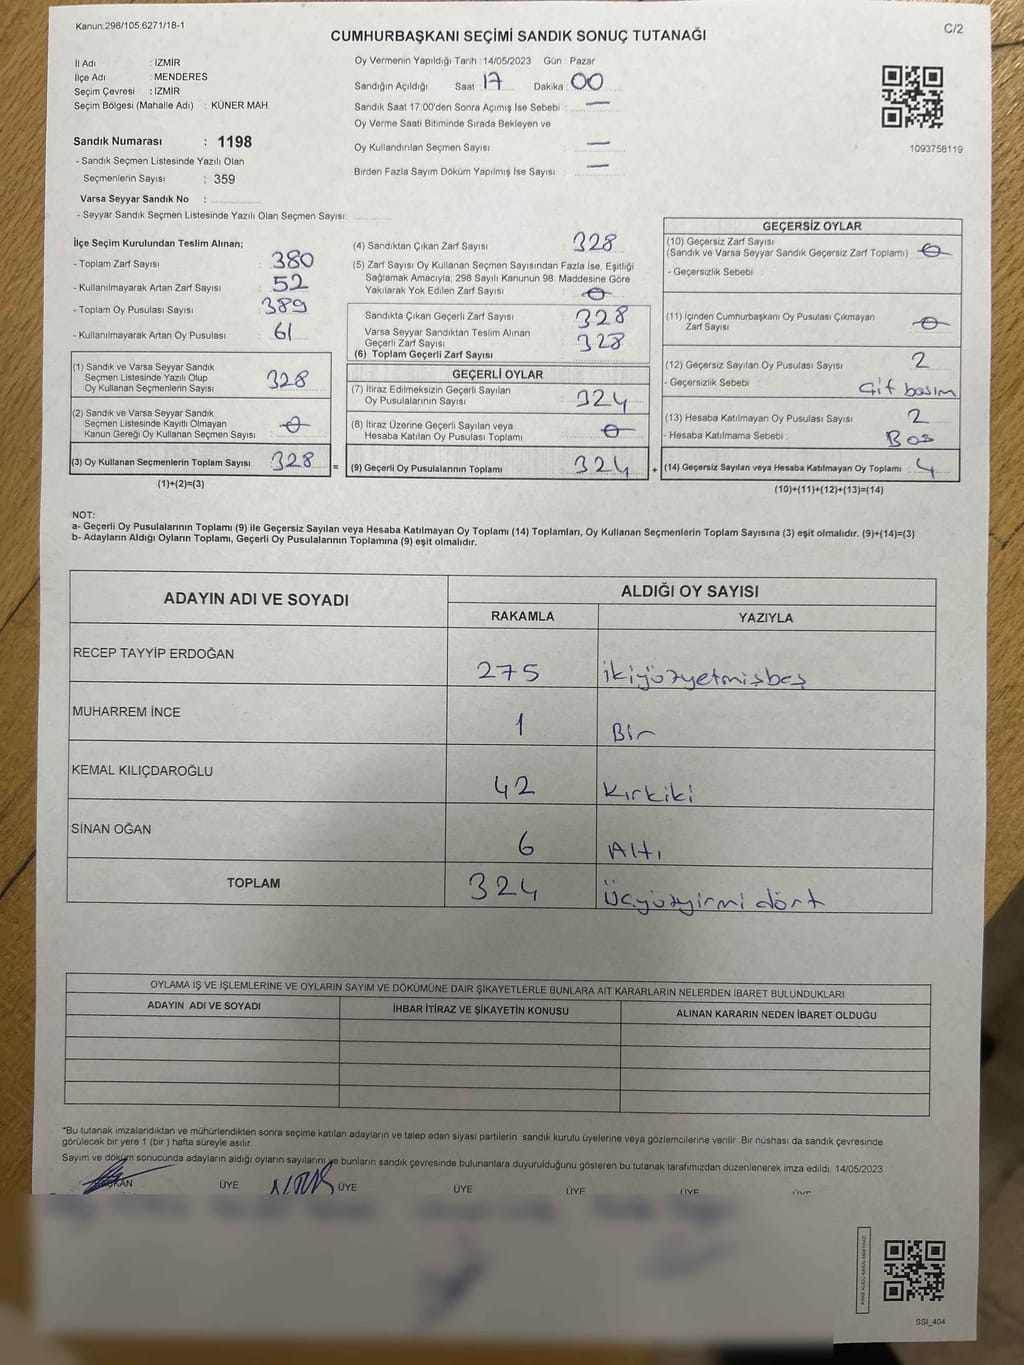 Kanun.298/105:6271/18-1
C/2
CUMHURBAŞKANI SEÇİMİ SANDIK SONUÇ TUTANAĞI
İl Adı : İZMİR
İlçe Adı : MENDERES
Seçim Çevresi : İZMİR
Seçim Bölgesi (Mahalle Adı) : KÜNER MAH.
Sandık Numarası : 1198
- Sandık Seçmen Listesinde Yazılı Olan
Seçmenlerin Sayısı : 359
Varsa Seyyar Sandık No :
- Seyyar Sandık Seçmen Listesinde Yazılı Olan Seçmen Sayısı:
Oy Vermenin Yapıldığı Tarih :14/05/2023 Gün : Pazar
Sandığın Açıldığı Saat : 17 Dakika : 00
Sandık Saat 17:00'den Sonra Açımış İse Sebebi : —
Oy Verme Saati Bitiminde Sırada Bekleyen ve
Oy Kullandırılan Seçmen Sayısı : —
Birden Fazla Sayım Döküm Yapılmış İse Sayısı : —
1093758119
İlçe Seçim Kurulundan Teslim Alınan;
- Toplam Zarf Sayısı : 380
- Kullanılmayarak Artan Zarf Sayısı : 52
- Toplam Oy Pusulası Sayısı : 389
- Kullanılmayarak Artan Oy Pusulası : 61
(1) Sandık ve Varsa Seyyar Sandık
Seçmen Listesinde Yazılı Olup
Oy Kullanan Seçmenlerin Sayısı : 328
(2) Sandık ve Varsa Seyyar Sandık
Seçmen Listesinde Kayıtlı Olmayan
Kanun Gereği Oy Kullanan Seçmen Sayısı : 0
(3) Oy Kullanan Seçmenlerin Toplam Sayısı : 328
(1)+(2)=(3)
(4) Sandıktan Çıkan Zarf Sayısı : 328
(5) Zarf Sayısı Oy Kullanan Seçmen Sayısından Fazla İse, Eşitliği
Sağlamak Amacıyla; 298 Sayılı Kanunun 98. Maddesine Göre
Yakılarak Yok Edilen Zarf Sayısı : 0
Sandıkta Çıkan Geçerli Zarf Sayısı : 328
Varsa Seyyar Sandıktan Teslim Alınan
Geçerli Zarf Sayısı : 328
(6) Toplam Geçerli Zarf Sayısı
GEÇERLİ OYLAR
(7) İtiraz Edilmeksizin Geçerli Sayılan
Oy Pusulalarının Sayısı : 324
(8) İtiraz Üzerine Geçerli Sayılan veya
Hesaba Katılan Oy Pusulası Toplamı : 0
= (9) Geçerli Oy Pusulalarının Toplamı : 324 +
GEÇERSİZ OYLAR
(10) Geçersiz Zarf Sayısı
(Sandık ve Varsa Seyyar Sandık Geçersiz Zarf Toplamı) : 0
- Geçersizlik Sebebi :
(11) İçinden Cumhurbaşkanı Oy Pusulası Çıkmayan
Zarf Sayısı : 0
(12) Geçersiz Sayılan Oy Pusulası Sayısı : 2
- Geçersizlik Sebebi : Çift basım
(13) Hesaba Katılmayan Oy Pusulası Sayısı : 2
- Hesaba Katılmama Sebebi : Bos
(14) Geçersiz Sayılan veya Hesaba Katılmayan Oy Toplamı : 4
(10)+(11)+(12)+(13)=(14)
NOT:
a- Geçerli Oy Pusulalarının Toplamı (9) ile Geçersiz Sayılan veya Hesaba Katılmayan Oy Toplamı (14) Toplamları, Oy Kullanan Seçmenlerin Toplam Sayısına (3) eşit olmalıdır. (9)+(14)=(3)
b- Adayların Aldığı Oyların Toplamı, Geçerli Oy Pusulalarının Toplamına (9) eşit olmalıdır.
ADAYIN ADI VE SOYADI
ALDIĞI OY SAYISI
RAKAMLA YAZIYLA
RECEP TAYYİP ERDOĞAN 275 ikiyüzyetmişbeş
MUHARREM İNCE 1 Bir
KEMAL KILIÇDAROĞLU 42 Kırkiki
SİNAN OĞAN 6 Altı
TOPLAM 324 Üçyüzyirmi dört
OYLAMA İŞ VE İŞLEMLERİNE VE OYLARIN SAYIM VE DÖKÜMÜNE DAİR ŞİKAYETLERLE BUNLARA AİT KARARLARIN NELERDEN İBARET BULUNDUKLARI
ADAYIN ADI VE SOYADI İHBAR İTİRAZ VE ŞİKAYETİN KONUSU ALINAN KARARIN NEDEN İBARET OLDUĞU
*Bu tutanak imzalandıktan ve mühürlendikten sonra seçime katılan adayların ve talep eden siyasi partilerin sandık kurulu üyelerine veya gözlemcilerine verilir. Bir nüshası da sandık çevresinde
görülecek bir yere 1 (bir) hafta süreyle asılır.
Sayım ve döküm sonucunda adayların aldığı oyların sayılarını ve bunların sandık çevresinde bulunanlara duyurulduğunu gösteren bu tutanak tarafımızdan düzenlenerek imza edildi. 14/05/2023
BAŞKAN ÜYE ÜYE ÜYE ÜYE ÜYE ÜYE
SSI_404